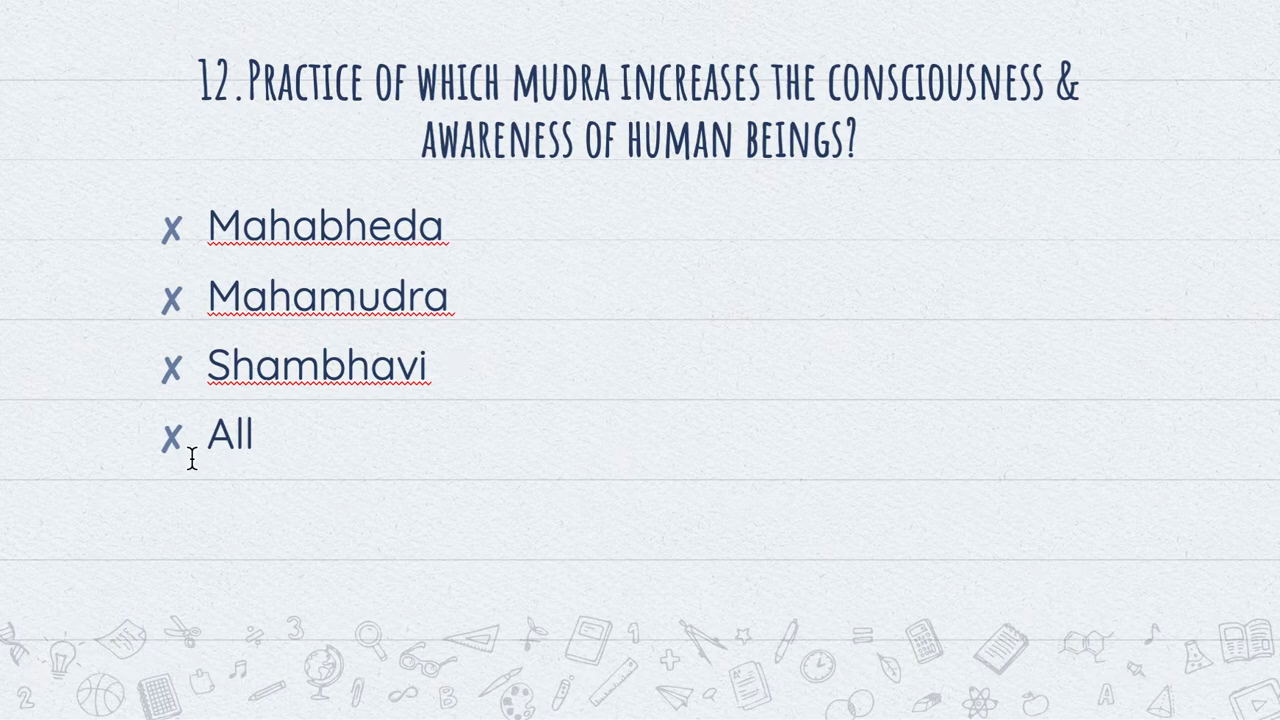 12.Practice of which mudra increases the consciousness &
awareness of human beings?
✗ Mahabheda
✗ Mahamudra
✗ Shambhavi
✗ All